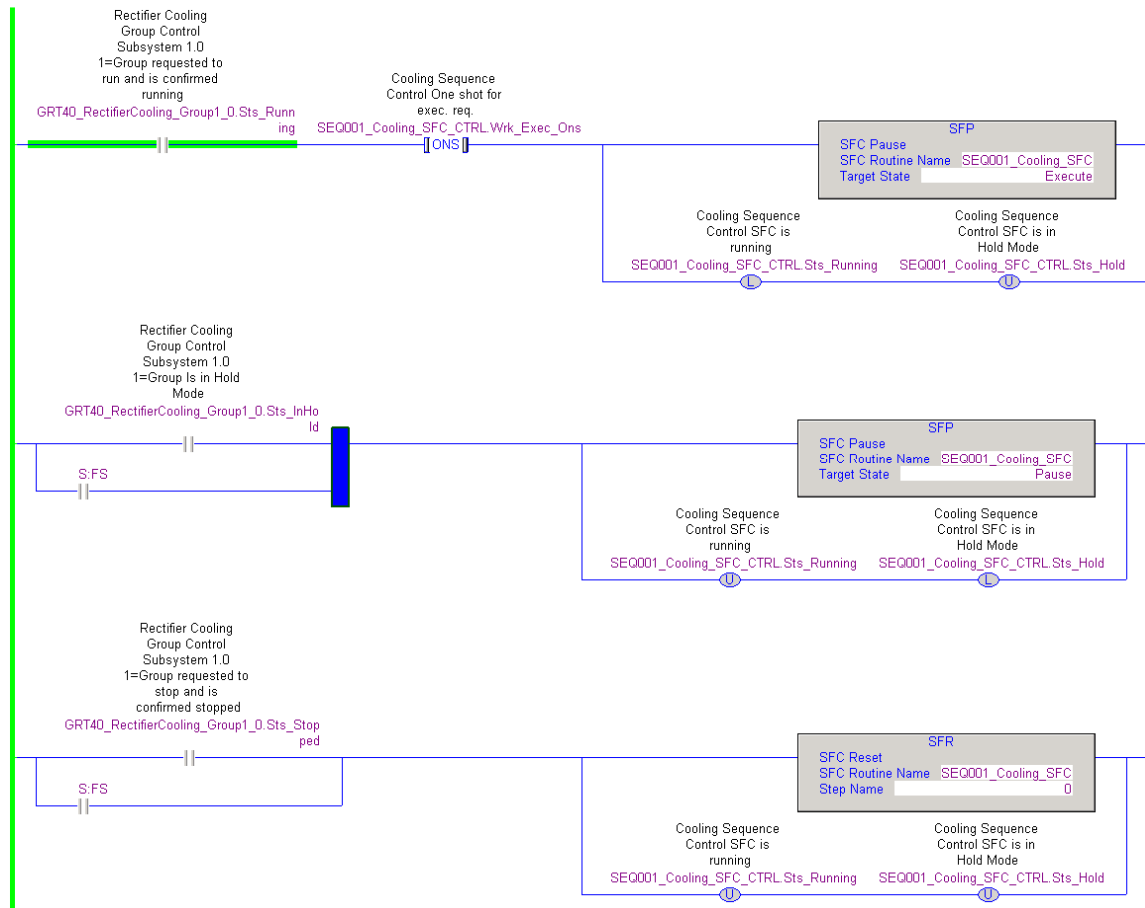 Rectifier Cooling
Group Control
Subsystem 1.0
1=Group requested to
run and is confirmed
running
GRT40_RectifierCooling_Group1_0.Sts_Runn
ing
Cooling Sequence
Control One shot for
exec. req.
SEQ001_Cooling_SFC_CTRL.Wrk_Exec_Ons
ONS
SFP
SFC Pause
SFC Routine Name SEQ001_Cooling_SFC
Target State Execute
Cooling Sequence
Control SFC is
running
SEQ001_Cooling_SFC_CTRL.Sts_Running
L
Cooling Sequence
Control SFC is in
Hold Mode
SEQ001_Cooling_SFC_CTRL.Sts_Hold
U
Rectifier Cooling
Group Control
Subsystem 1.0
1=Group Is in Hold
Mode
GRT40_RectifierCooling_Group1_0.Sts_InHo
ld
S:FS
SFP
SFC Pause
SFC Routine Name SEQ001_Cooling_SFC
Target State Pause
Cooling Sequence
Control SFC is
running
SEQ001_Cooling_SFC_CTRL.Sts_Running
U
Cooling Sequence
Control SFC is in
Hold Mode
SEQ001_Cooling_SFC_CTRL.Sts_Hold
L
Rectifier Cooling
Group Control
Subsystem 1.0
1=Group requested to
stop and is
confirmed stopped
GRT40_RectifierCooling_Group1_0.Sts_Stop
ped
S:FS
SFR
SFC Reset
SFC Routine Name SEQ001_Cooling_SFC
Step Name 0
Cooling Sequence
Control SFC is
running
SEQ001_Cooling_SFC_CTRL.Sts_Running
U
Cooling Sequence
Control SFC is in
Hold Mode
SEQ001_Cooling_SFC_CTRL.Sts_Hold
U